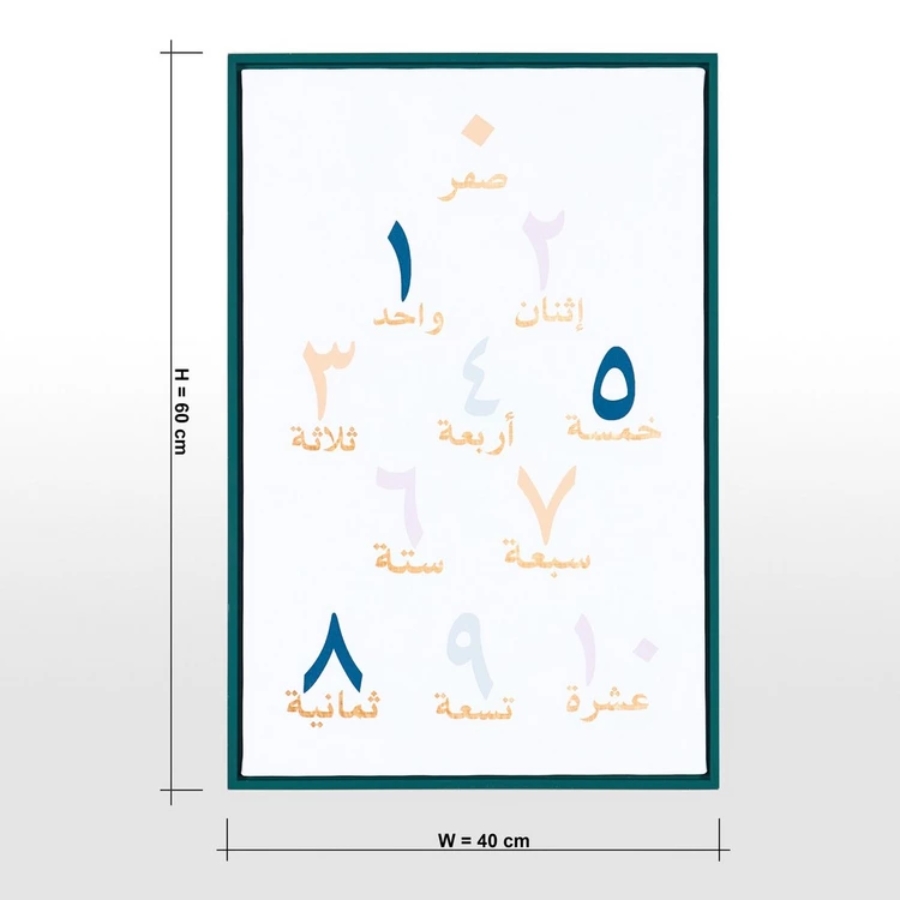 ٠
صفر
١ ٢
واحد إثنان
٣ ٤ ٥
ثلاثة أربعة خمسة
٦ ٧
ستة سبعة
٨ ٩ ١٠
ثمانية تسعة عشرة
H = 60 cm
W = 40 cm